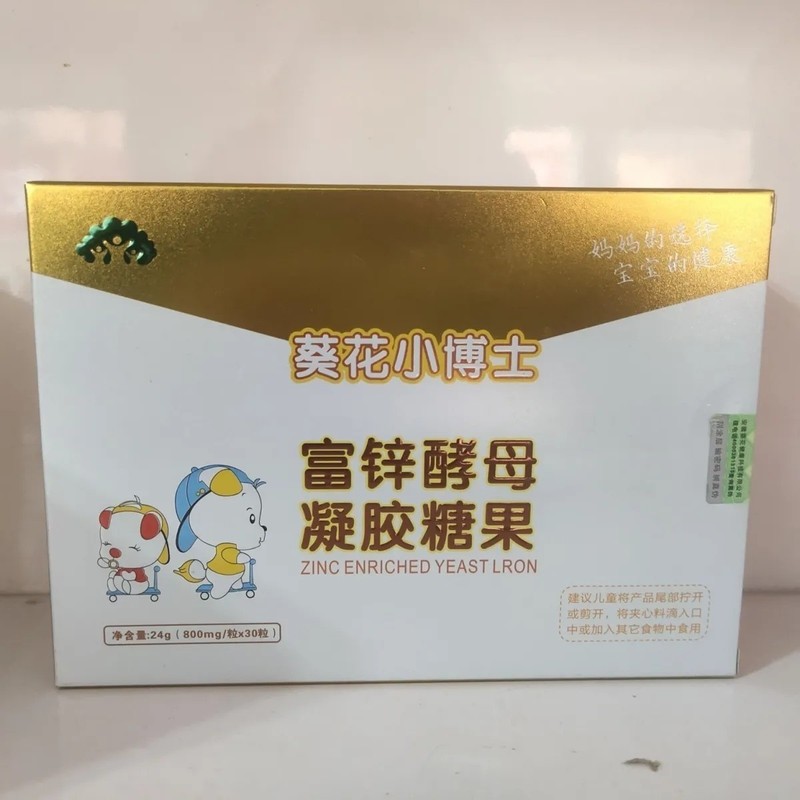 妈妈的选择
宝宝的健康
葵花小博士
富锌酵母
凝胶糖果
ZINC ENRICHED YEAST LRON
建议儿童将产品尾部拧开
或剪开，将夹心料滴入口
中或加入其它食物中食用
净含量:24g（800mg/粒x30粒）